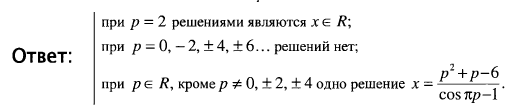 Ответ:
при p = 2 решениями являются x ∈ R;
при p = 0, – 2, ± 4, ± 6… решений нет;
при p ∈ R, кроме p ≠ 0, ± 2, ± 4 одно решение x = (p² + p – 6)/(cos πp – 1).